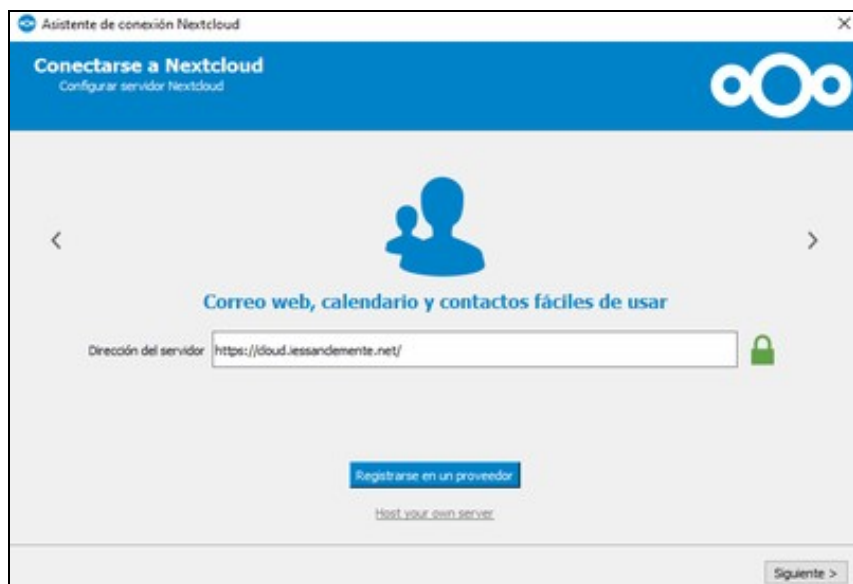 Asistente de conexión Nextcloud
Conectarse a Nextcloud
Configurar servidor Nextcloud
Correo web, calendario y contactos fáciles de usar
Dirección del servidor https://cloud.iessanclemente.net/
Registrarse en un proveedor
Host your own server
Siguiente >